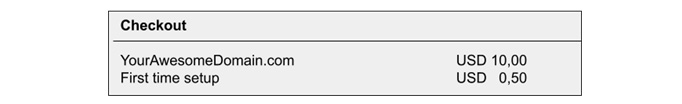 Checkout
YourAwesomeDomain.com USD 10,00
First time setup USD 0,50